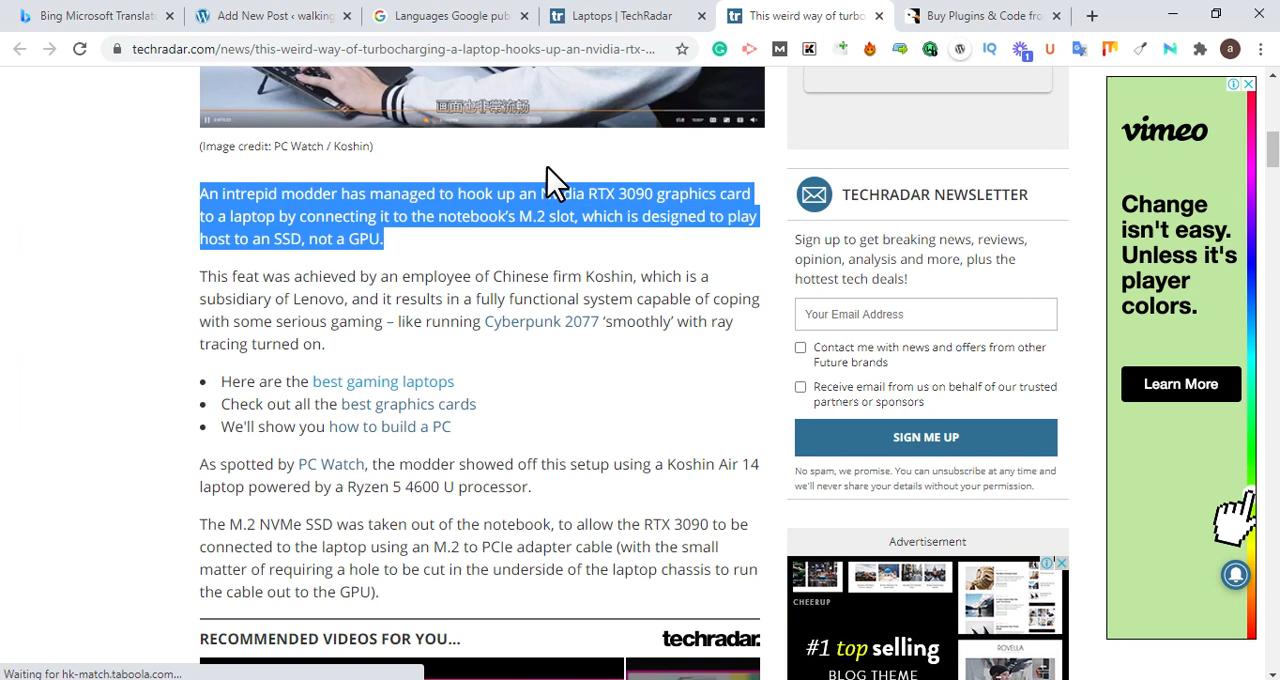 Bing Microsoft Translat
Add New Post ‹ walking
Languages Google pub
Laptops | TechRadar
This weird way of turbo
Buy Plugins & Code fro
techradar.com/news/this-weird-way-of-turbocharging-a-laptop-hooks-up-an-nvidia-rtx-...
画面也非常流畅
(Image credit: PC Watch / Koshin)
An intrepid modder has managed to hook up an Nvidia RTX 3090 graphics card
to a laptop by connecting it to the notebook's M.2 slot, which is designed to play
host to an SSD, not a GPU.
This feat was achieved by an employee of Chinese firm Koshin, which is a
subsidiary of Lenovo, and it results in a fully functional system capable of coping
with some serious gaming – like running Cyberpunk 2077 ‘smoothly’ with ray
tracing turned on.
• Here are the best gaming laptops
• Check out all the best graphics cards
• We'll show you how to build a PC
As spotted by PC Watch, the modder showed off this setup using a Koshin Air 14
laptop powered by a Ryzen 5 4600 U processor.
The M.2 NVMe SSD was taken out of the notebook, to allow the RTX 3090 to be
connected to the laptop using an M.2 to PCIe adapter cable (with the small
matter of requiring a hole to be cut in the underside of the laptop chassis to run
the cable out to the GPU).
RECOMMENDED VIDEOS FOR YOU...
techradar.
Waiting for hk-match.taboola.com...
TECHRADAR NEWSLETTER
Sign up to get breaking news, reviews,
opinion, analysis and more, plus the
hottest tech deals!
Your Email Address
Contact me with news and offers from other
Future brands
Receive email from us on behalf of our trusted
partners or sponsors
SIGN ME UP
No spam, we promise. You can unsubscribe at any time and
we'll never share your details without your permission.
Advertisement
CHEERUP
#1 top selling
BLOG THEME
ROVELLA
vimeo
Change
isn't easy.
Unless it's
player
colors.
Learn More